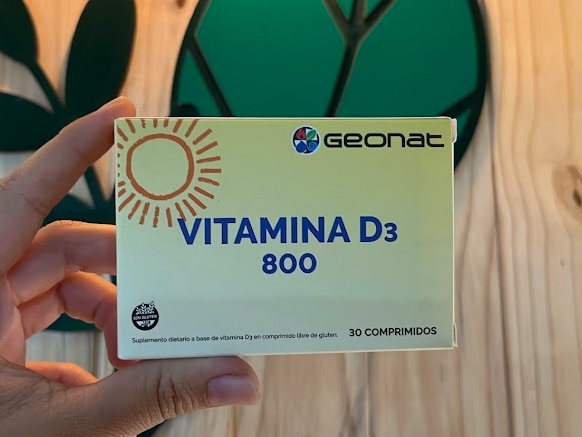 GEONAT
VITAMINA D3
800
SIN GLUTEN
Suplemento dietario a base de vitamina D3 en comprimido libre de gluten.
30 COMPRIMIDOS